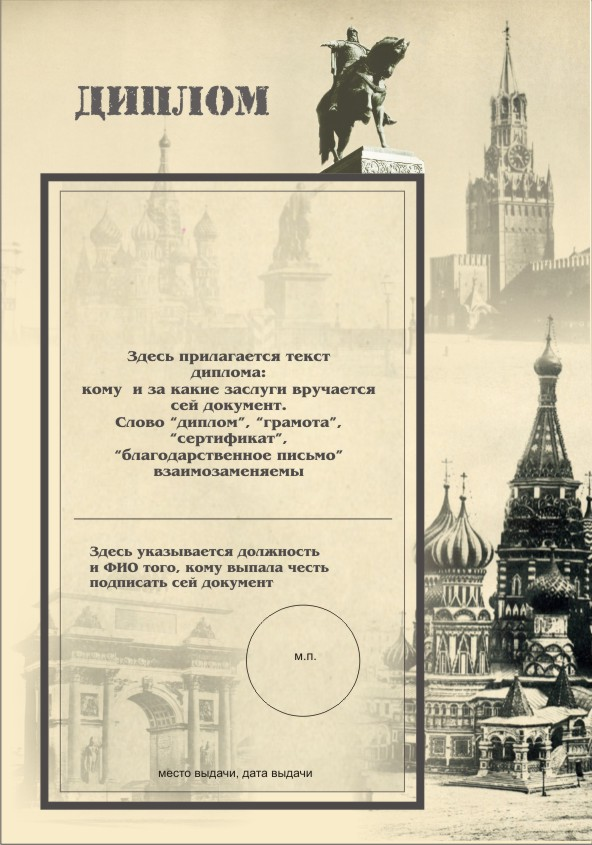 ДИПЛОМ
Здесь прилагается текст
диплома:
кому и за какие заслуги вручается
сей документ.
Слово “диплом”, “грамота”,
“сертификат”,
“благодарственное письмо”
взаимозаменяемы
Здесь указывается должность
и ФИО того, кому выпала честь
подписать сей документ
м.п.
место выдачи, дата выдачи